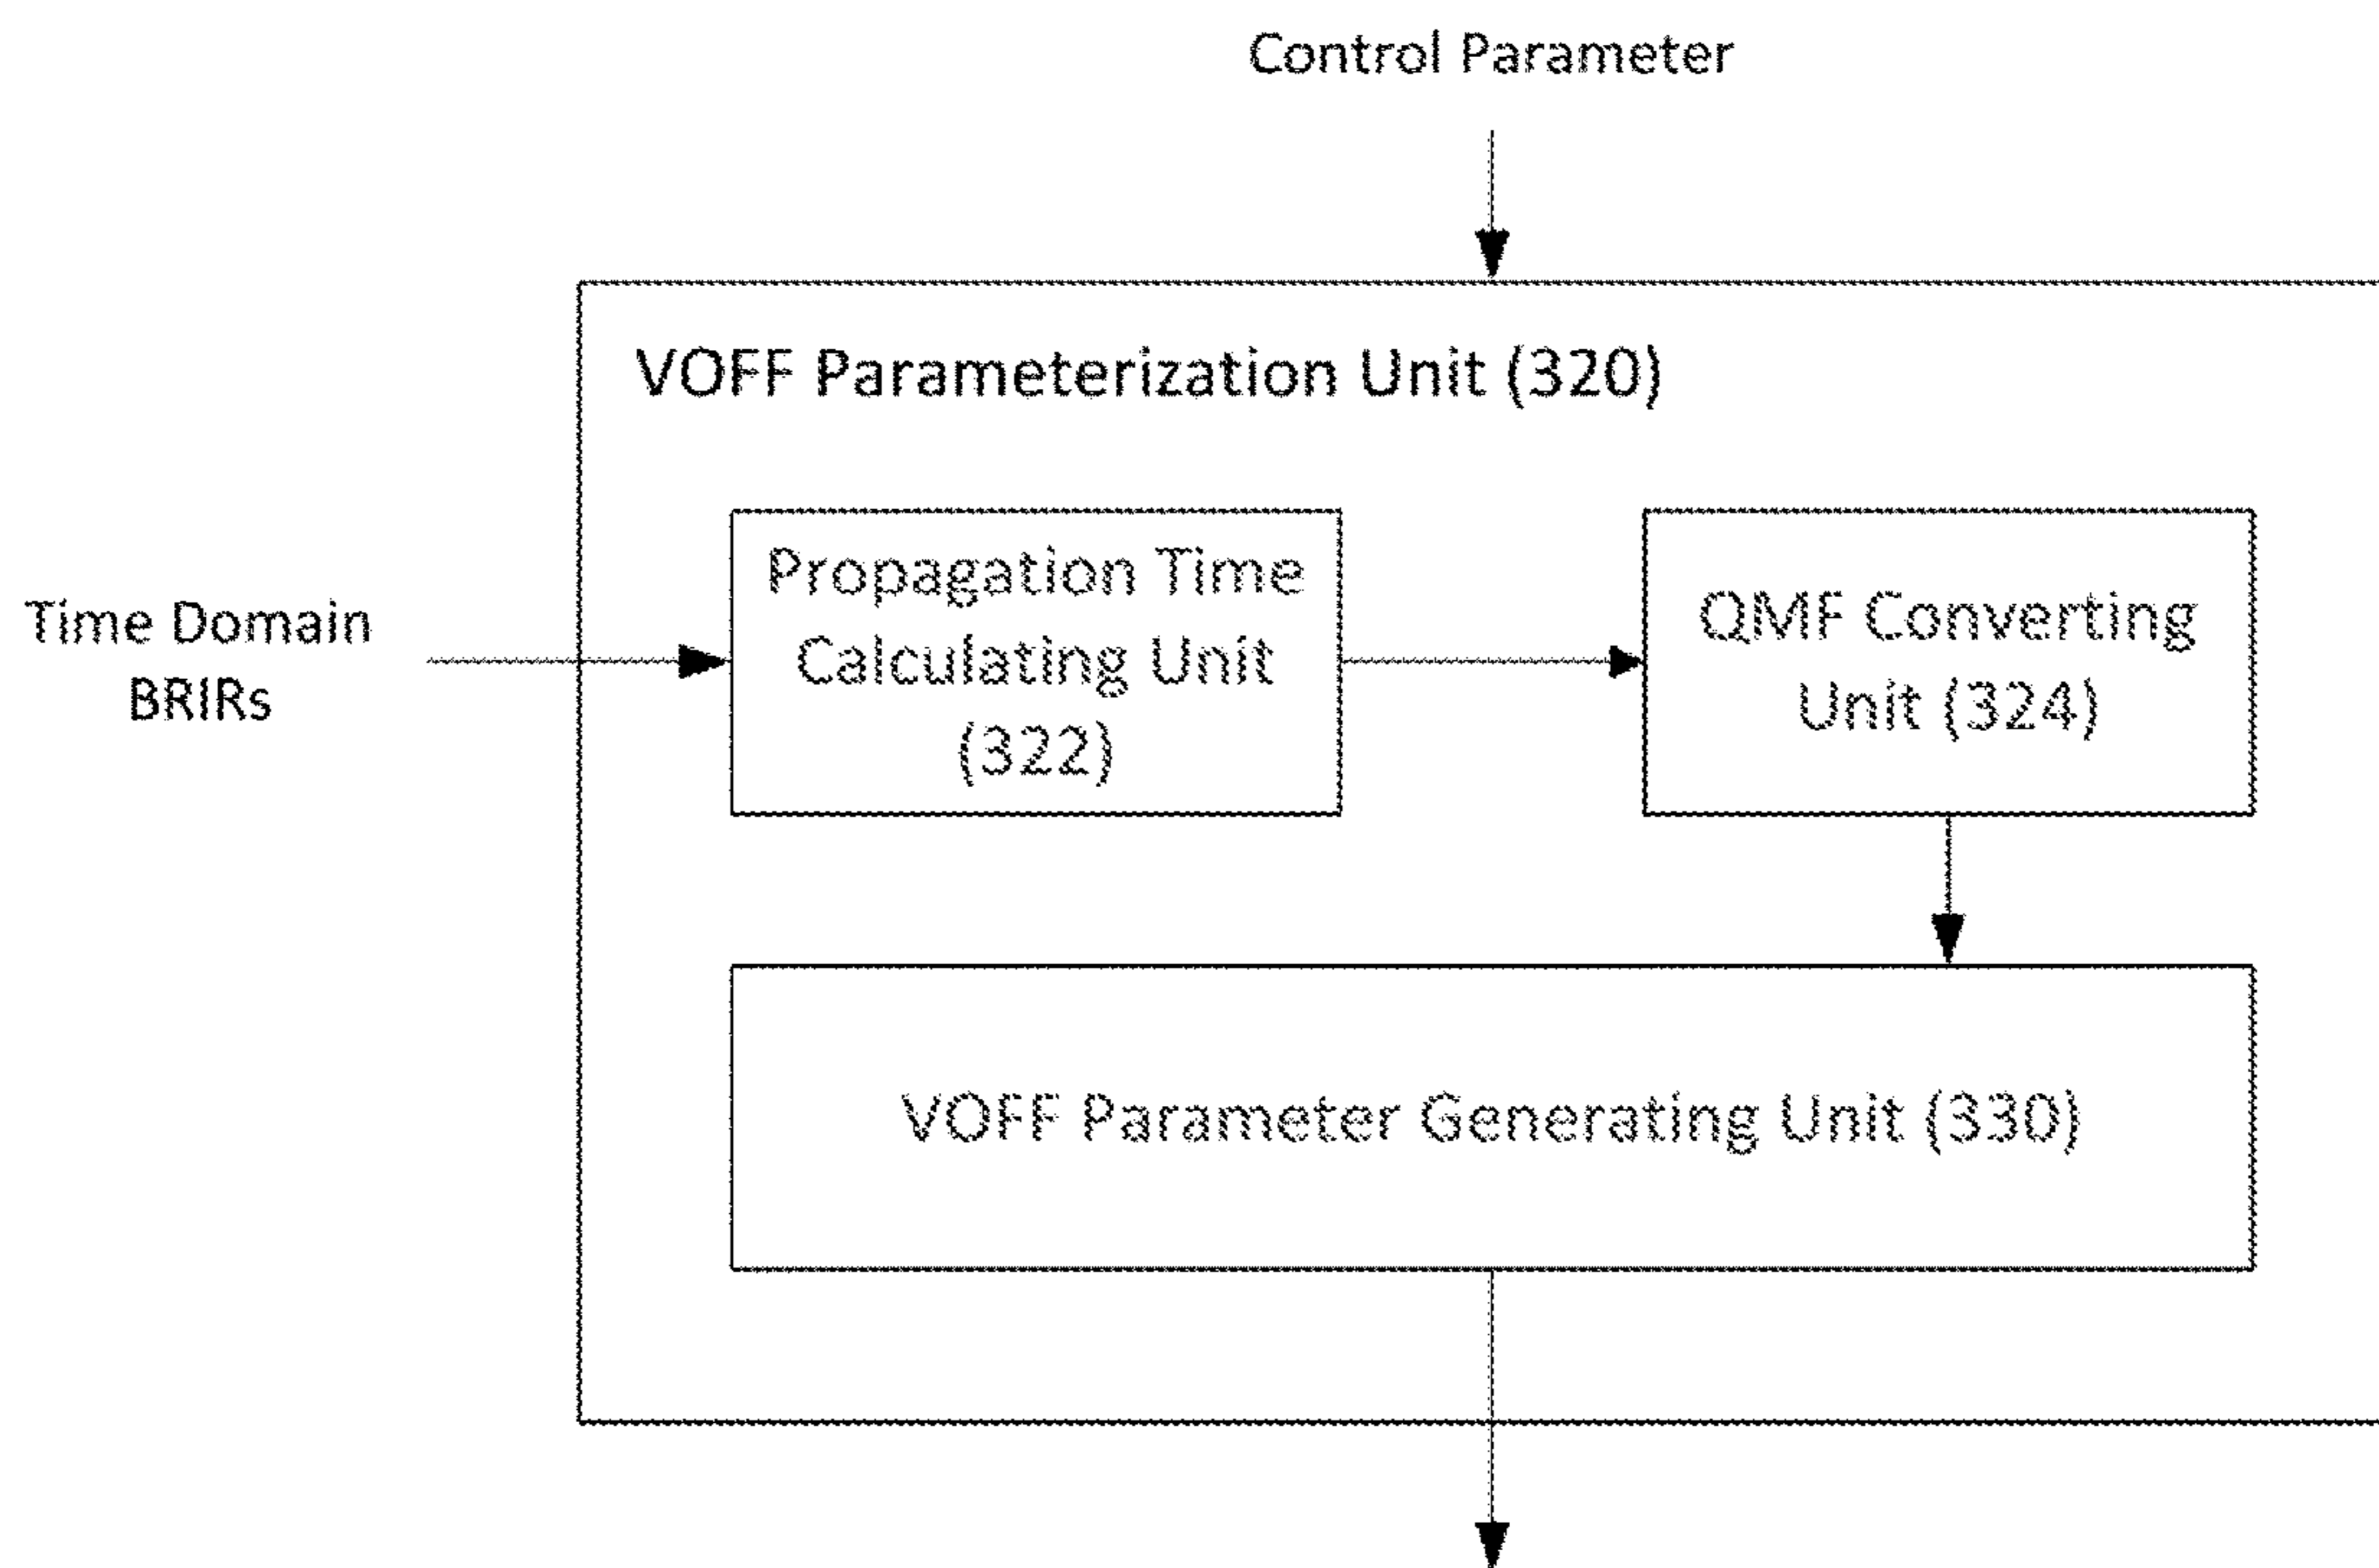 Control Parameter
VOFF Parameterization Unit (320)
Time Domain
BRIRs
Propagation Time
Calculating Unit
(322)
QMF Converting
Unit (324)
VOFF Parameter Generating Unit (330)